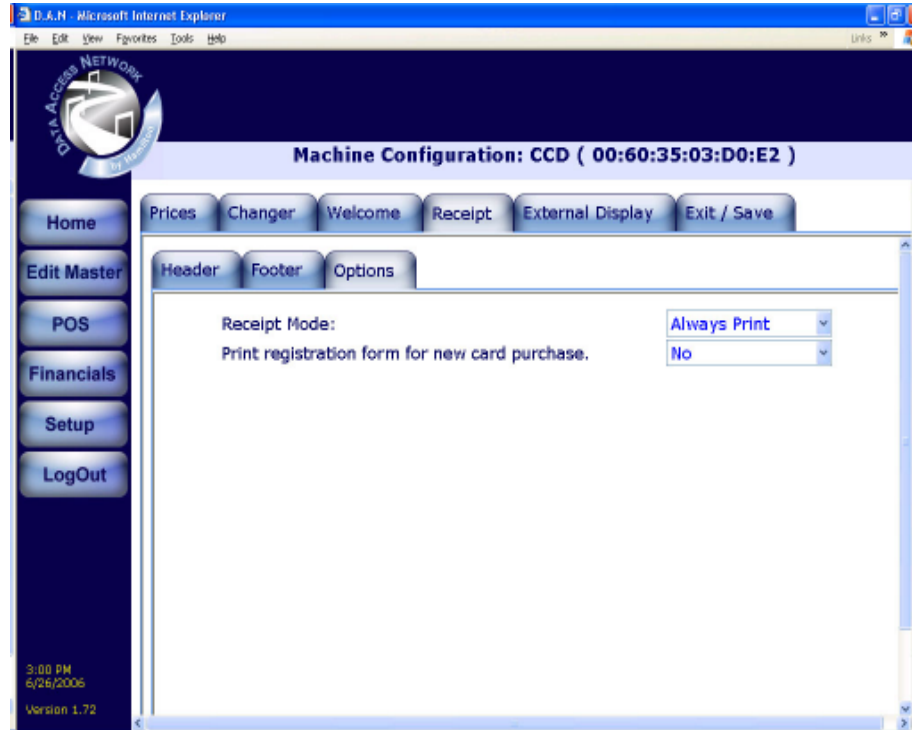 D.A.N - Microsoft Internet Explorer
File Edit View Favorites Tools Help
Links »
DATA ACCESS NETWORK
by Hamilton
Machine Configuration: CCD ( 00:60:35:03:D0:E2 )
Home
Edit Master
POS
Financials
Setup
LogOut
Prices Changer Welcome Receipt External Display Exit / Save
Header Footer Options
Receipt Mode: Always Print
Print registration form for new card purchase. No
3:00 PM
6/26/2006
Version 1.72